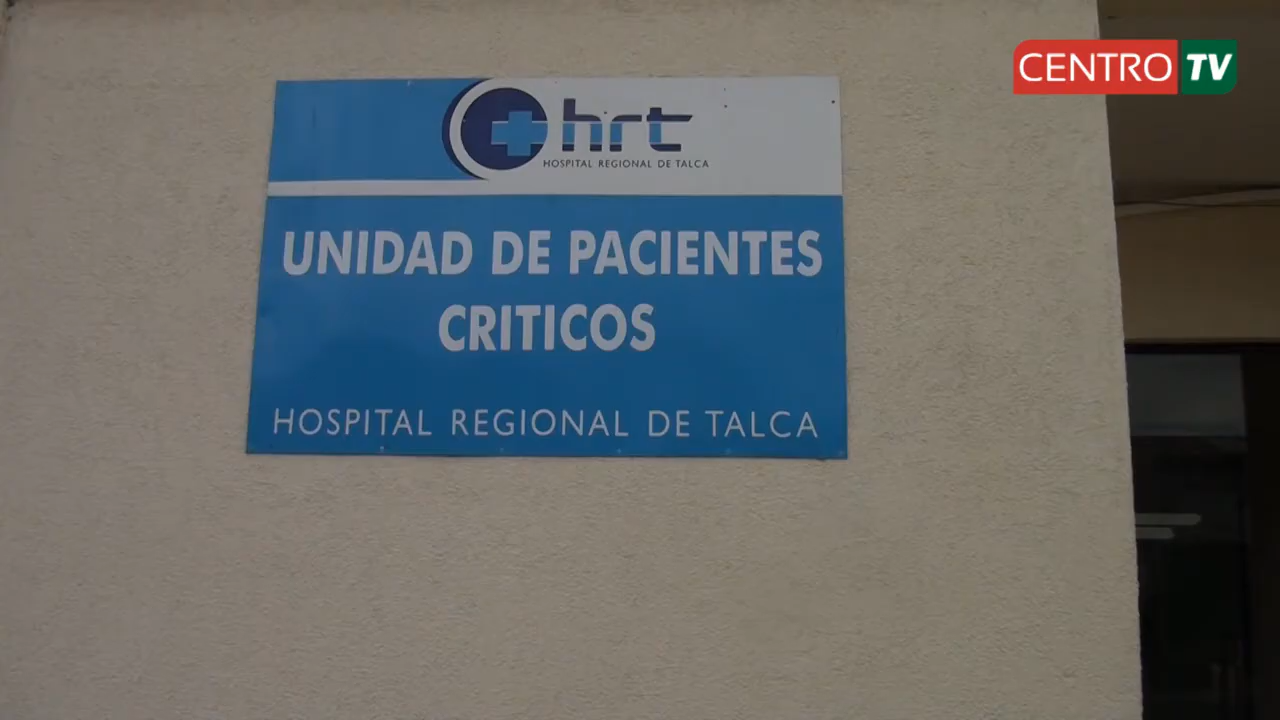 CENTRO TV
hrt
HOSPITAL REGIONAL DE TALCA
UNIDAD DE PACIENTES
CRITICOS
HOSPITAL REGIONAL DE TALCA